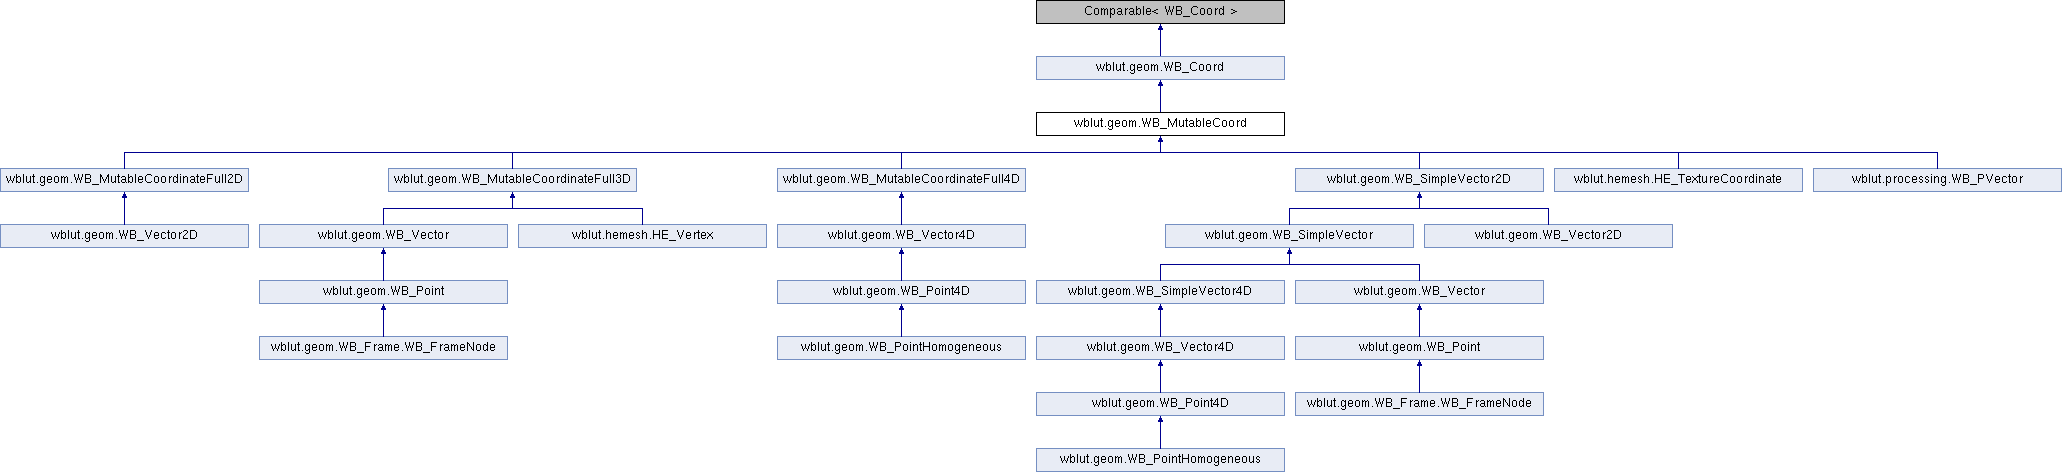 Comparable< WB_Coord >
wblut.geom.WB_Coord
wblut.geom.WB_MutableCoord
wblut.geom.WB_MutableCoordinateFull2D
wblut.geom.WB_MutableCoordinateFull3D
wblut.geom.WB_MutableCoordinateFull4D
wblut.geom.WB_SimpleVector2D
wblut.hemesh.HE_TextureCoordinate
wblut.processing.WB_PVector
wblut.geom.WB_Vector2D
wblut.geom.WB_Vector
wblut.hemesh.HE_Vertex
wblut.geom.WB_Vector4D
wblut.geom.WB_SimpleVector
wblut.geom.WB_Vector2D
wblut.geom.WB_Point
wblut.geom.WB_Point4D
wblut.geom.WB_SimpleVector4D
wblut.geom.WB_Vector
wblut.geom.WB_Frame.WB_FrameNode
wblut.geom.WB_PointHomogeneous
wblut.geom.WB_Vector4D
wblut.geom.WB_Point
wblut.geom.WB_Point4D
wblut.geom.WB_Frame.WB_FrameNode
wblut.geom.WB_PointHomogeneous